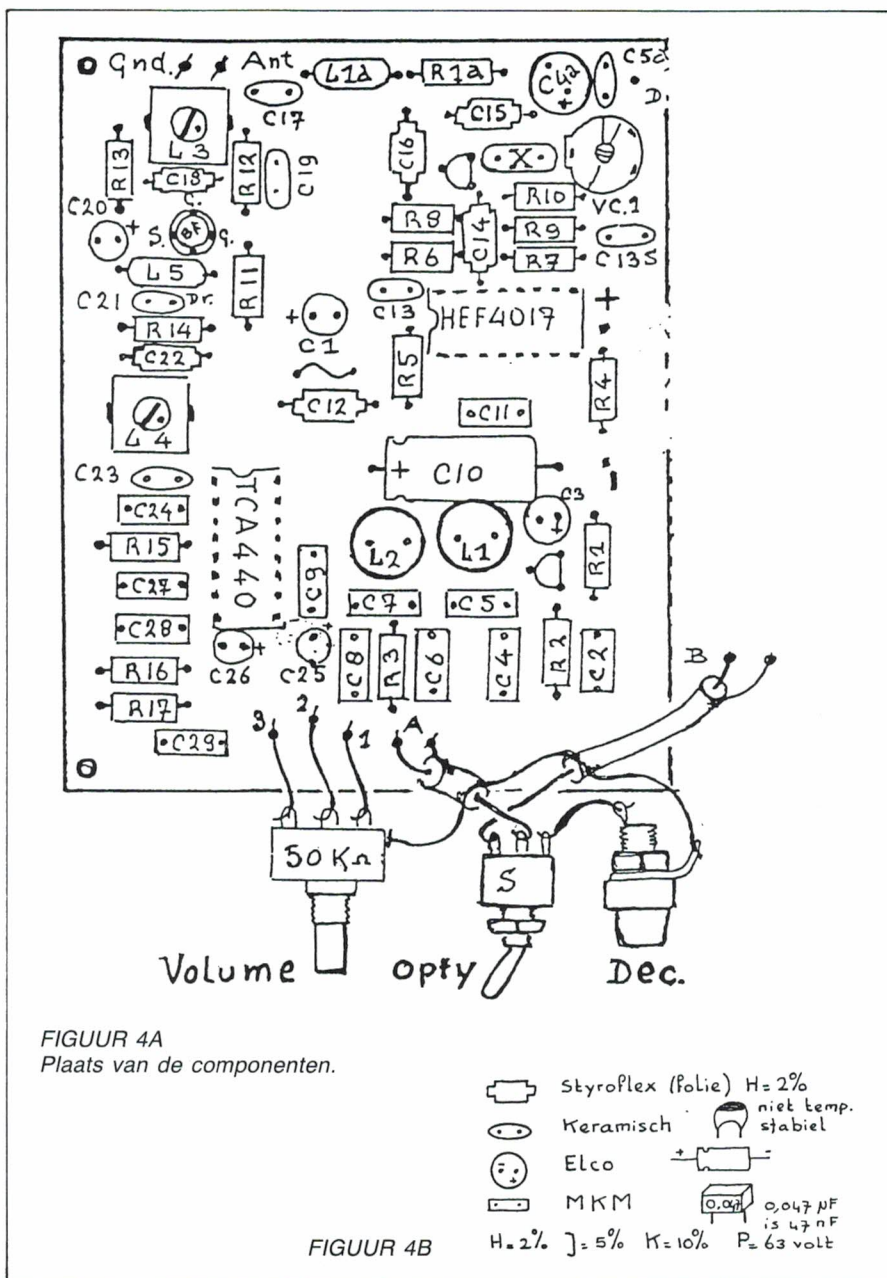 Gnd. Ant
L1a R1a C4a C5a
D.
C17
C15
L3
R13 R12 C19 C16 X
C18
R10
VC.1
C20 +
G.
S. BF G.
R8 C14 R9
C13S
R6 R7
L5
R11
C21 Dr.
C13 HEF4017 +
R14
+ C1
C22
R5 R4
C12
C11
L4
+ C10
C23
C3
-
C24
TCA440
L2 L1
+
R15
R1
C9
C27
C7 C5
C28
+
C26 + C25 C8 R3 C6 C4 R2 C2
R16
R17
B
3 2 1 A
C29
50 KΩ
S
Volume Opty Dec.
FIGUUR 4A
Plaats van de componenten.
Styroflex (folie) H=2%
Keramisch niet temp.
stabiel
- + Elco + -
MKM 0,047 0,047 µF
is 47 nF
FIGUUR 4B H=2% J=5% K=10% P=63 volt